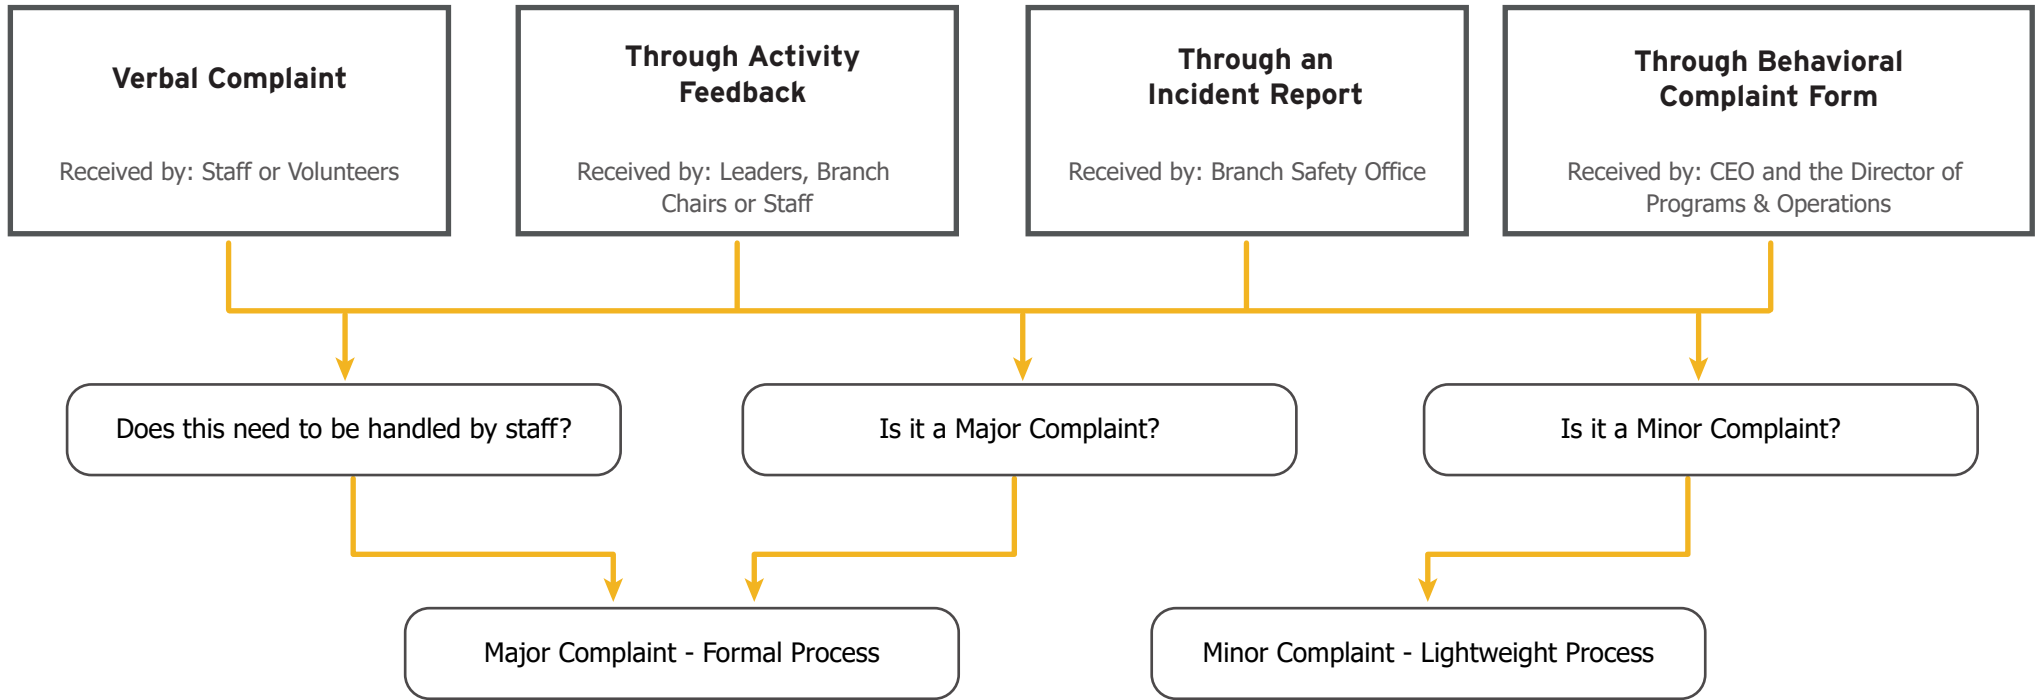 Verbal Complaint
Received by: Staff or Volunteers
Through Activity
Feedback
Received by: Leaders, Branch
Chairs or Staff
Through an
Incident Report
Received by: Branch Safety Office
Through Behavioral
Complaint Form
Received by: CEO and the Director of
Programs & Operations
Does this need to be handled by staff?
Is it a Major Complaint?
Is it a Minor Complaint?
Major Complaint - Formal Process
Minor Complaint - Lightweight Process